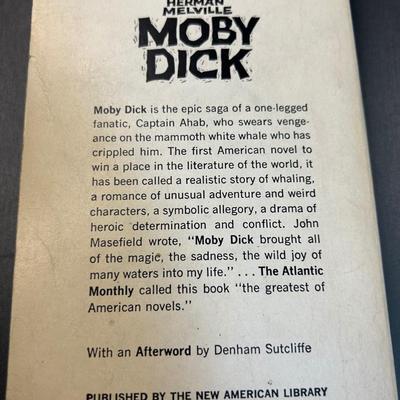 HERMAN
MELVILLE
MOBY
DICK
Moby Dick is the epic saga of a one-legged
fanatic, Captain Ahab, who swears venge-
ance on the mammoth white whale who has
crippled him. The first American novel to
win a place in the literature of the world, it
has been called a realistic story of whaling,
a romance of unusual adventure and weird
characters, a symbolic allegory, a drama of
heroic determination and conflict. John
Masefield wrote, "Moby Dick brought all
of the magic, the sadness, the wild joy of
many waters into my life." . . . The Atlantic
Monthly called this book "the greatest of
American novels."
With an Afterword by Denham Sutcliffe
PUBLISHED BY THE NEW AMERICAN LIBRARY